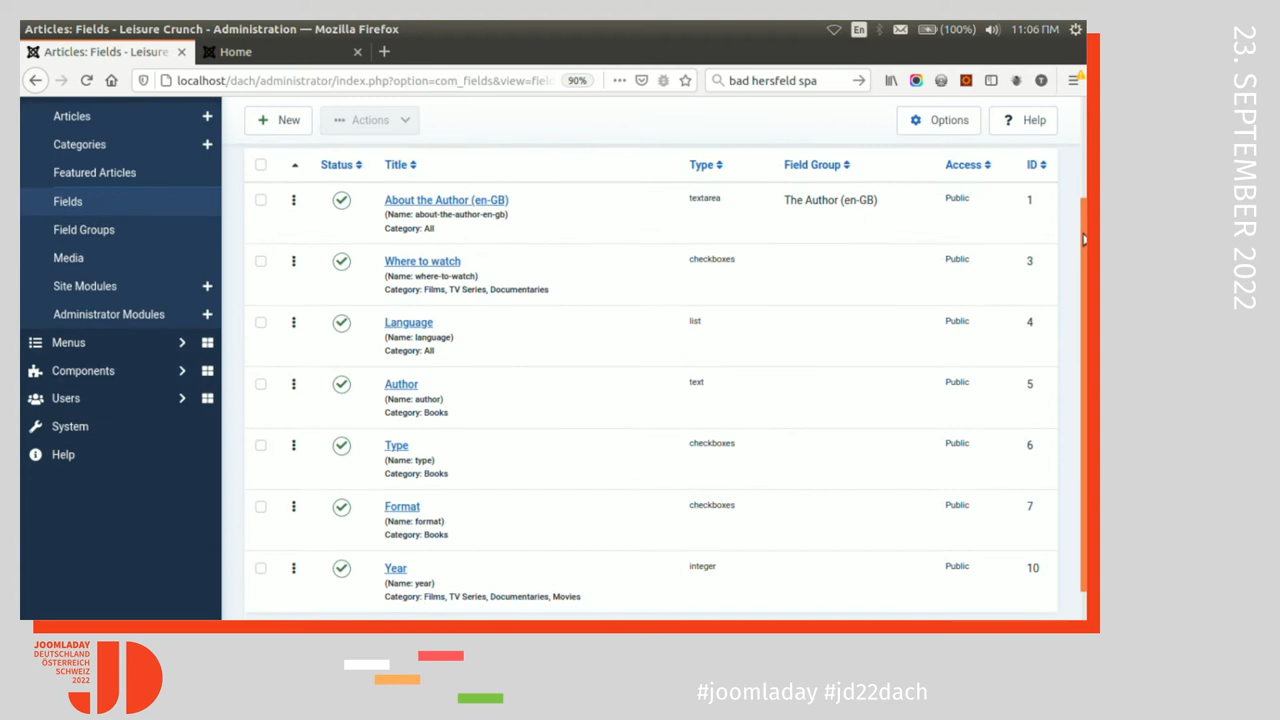 Articles: Fields - Leisure Crunch - Administration — Mozilla Firefox
En
(100%)
11:06 ПМ
Articles: Fields - Leisure
Home
localhost/dach/administrator/index.php?option=com_fields&view=field
90%
bad hersfeld spa
Articles
Categories
Featured Articles
Fields
Field Groups
Media
Site Modules
Administrator Modules
Menus
Components
Users
System
Help
New
Actions
Options
Help
Status Title Type Field Group Access ID
About the Author (en-GB) textarea The Author (en-GB) Public 1
(Name: about-the-author-en-gb)
Category: All
Where to watch checkboxes Public 3
(Name: where-to-watch)
Category: Films, TV Series, Documentaries
Language list Public 4
(Name: language)
Category: All
Author text Public 5
(Name: author)
Category: Books
Type checkboxes Public 6
(Name: type)
Category: Books
Format checkboxes Public 7
(Name: format)
Category: Books
Year integer Public 10
(Name: year)
Category: Films, TV Series, Documentaries, Movies
23. SEPTEMBER 2022
JOOMLADAY
DEUTSCHLAND
ÖSTERREICH
SCHWEIZ
2022
JD
#joomladay #jd22dach